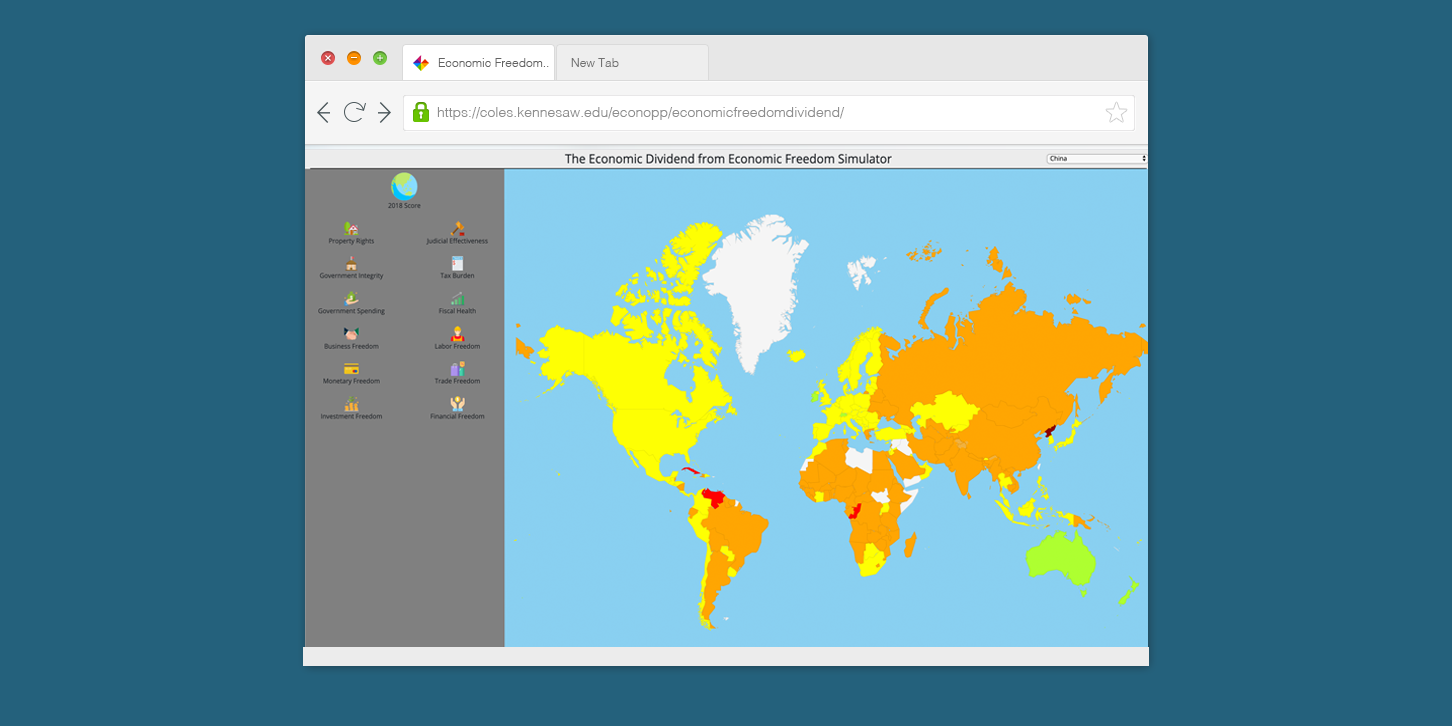 Economic Freedom..
New Tab
https://coles.kennesaw.edu/econopp/economicfreedomdividend/
The Economic Dividend from Economic Freedom Simulator
China
2018 Score
Property Rights
Judicial Effectiveness
Government Integrity
Tax Burden
Government Spending
Fiscal Health
Business Freedom
Labor Freedom
Monetary Freedom
Trade Freedom
Investment Freedom
Financial Freedom